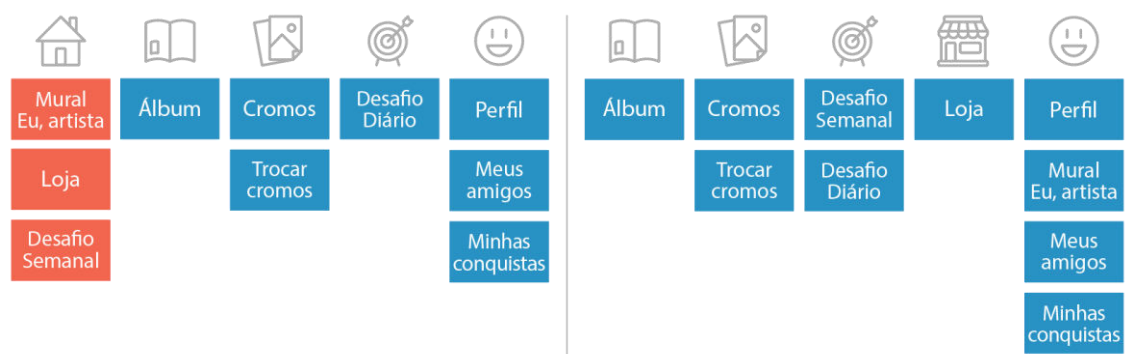 Mural
Eu, artista
Álbum
Cromos
Desafio
Diário
Perfil
Loja
Trocar
cromos
Meus
amigos
Desafio
Semanal
Minhas
conquistas
Álbum
Cromos
Desafio
Semanal
Loja
Perfil
Trocar
cromos
Desafio
Diário
Mural
Eu, artista
Meus
amigos
Minhas
conquistas